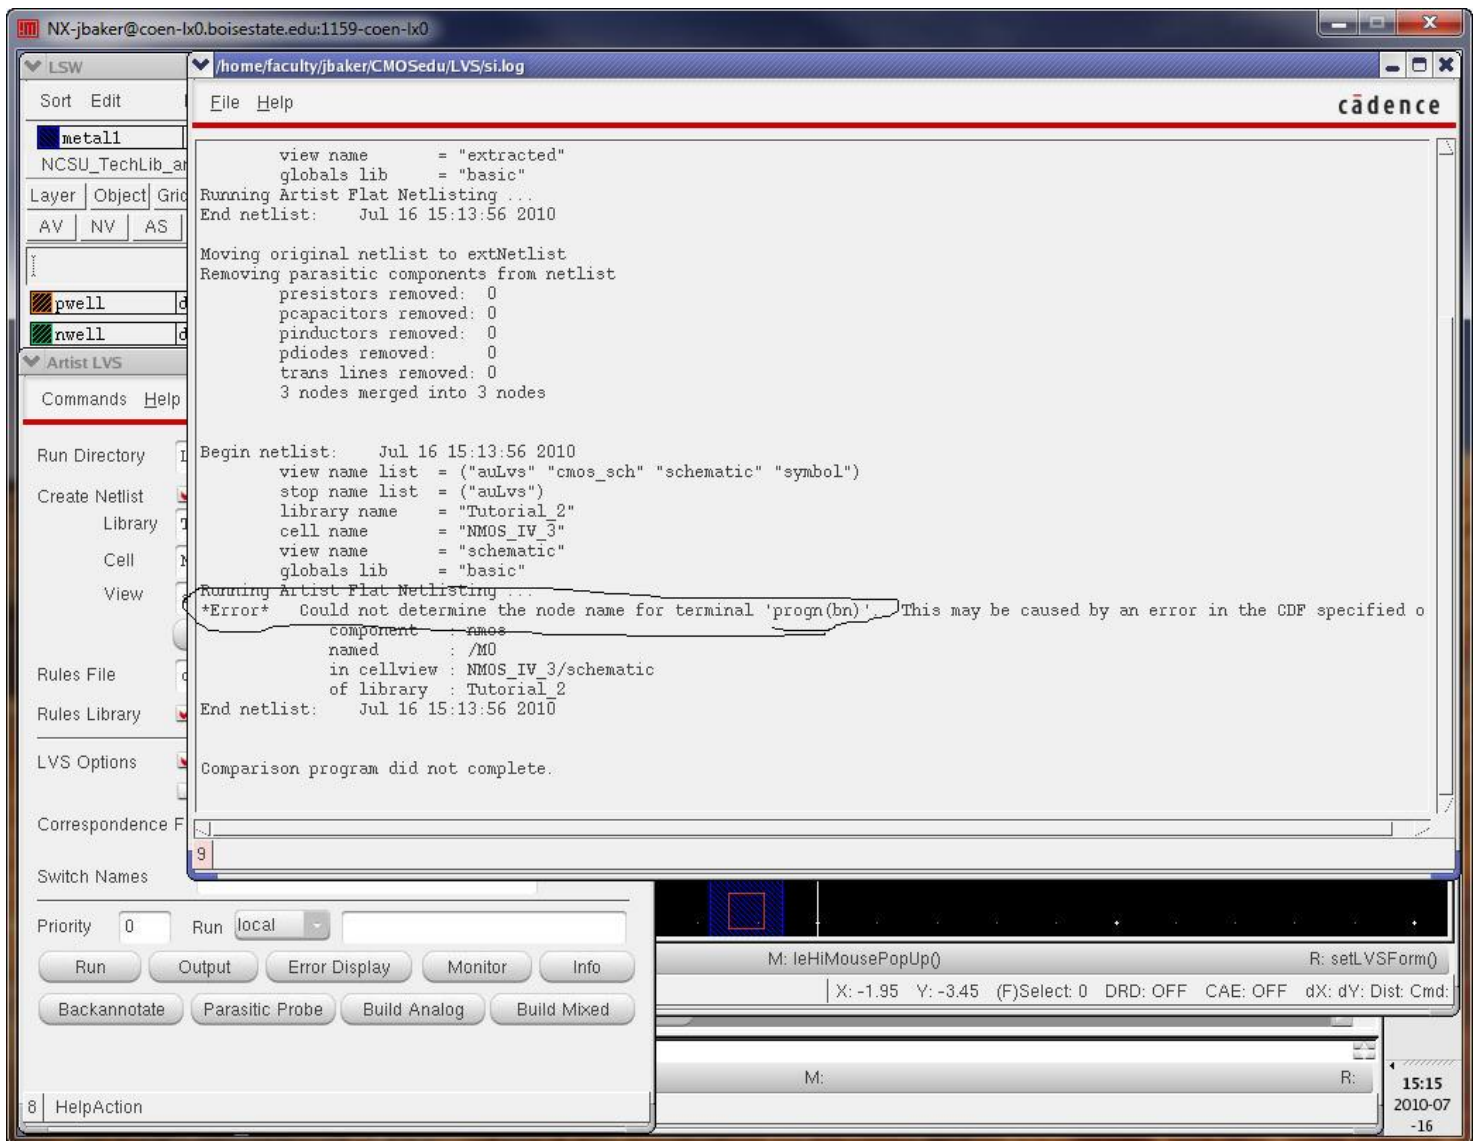 NX-jbaker@coen-lx0.boisestate.edu:1159-coen-lx0
LSW
Sort Edit
metal1
NCSU_TechLib_a
Layer Object Gric
AV NV AS
pwell d
nwell d
/home/faculty/jbaker/CMOSedu/LVS/si.log
File Help
cādence
view name = "extracted"
globals lib = "basic"
Running Artist Flat Netlisting ...
End netlist: Jul 16 15:13:56 2010
Moving original netlist to extNetlist
Removing parasitic components from netlist
presistors removed: 0
pcapacitors removed: 0
pinductors removed: 0
pdiodes removed: 0
trans lines removed: 0
3 nodes merged into 3 nodes
Begin netlist: Jul 16 15:13:56 2010
view name list = ("auLvs" "cmos_sch" "schematic" "symbol")
stop name list = ("auLvs")
library name = "Tutorial_2"
cell name = "NMOS_IV_3"
view name = "schematic"
globals lib = "basic"
Running Artist Flat Netlisting ...
*Error* Could not determine the node name for terminal 'progn(bn)'. This may be caused by an error in the CDF specified o
component : nmos
named : /M0
in cellview : NMOS_IV_3/schematic
of library : Tutorial_2
End netlist: Jul 16 15:13:56 2010
Comparison program did not complete.
9
Artist LVS
Commands Help
Run Directory
Create Netlist
Library
Cell
View
Rules File
Rules Library
LVS Options
Correspondence F
Switch Names
Priority 0 Run local
Run Output Error Display Monitor Info
Backannotate Parasitic Probe Build Analog Build Mixed
8 HelpAction
M: leHiMousePopUp() R: setLVSForm()
X: -1.95 Y: -3.45 (F)Select: 0 DRD: OFF CAE: OFF dX: dY: Dist: Cmd:
M: R:
15:15
2010-07
-16